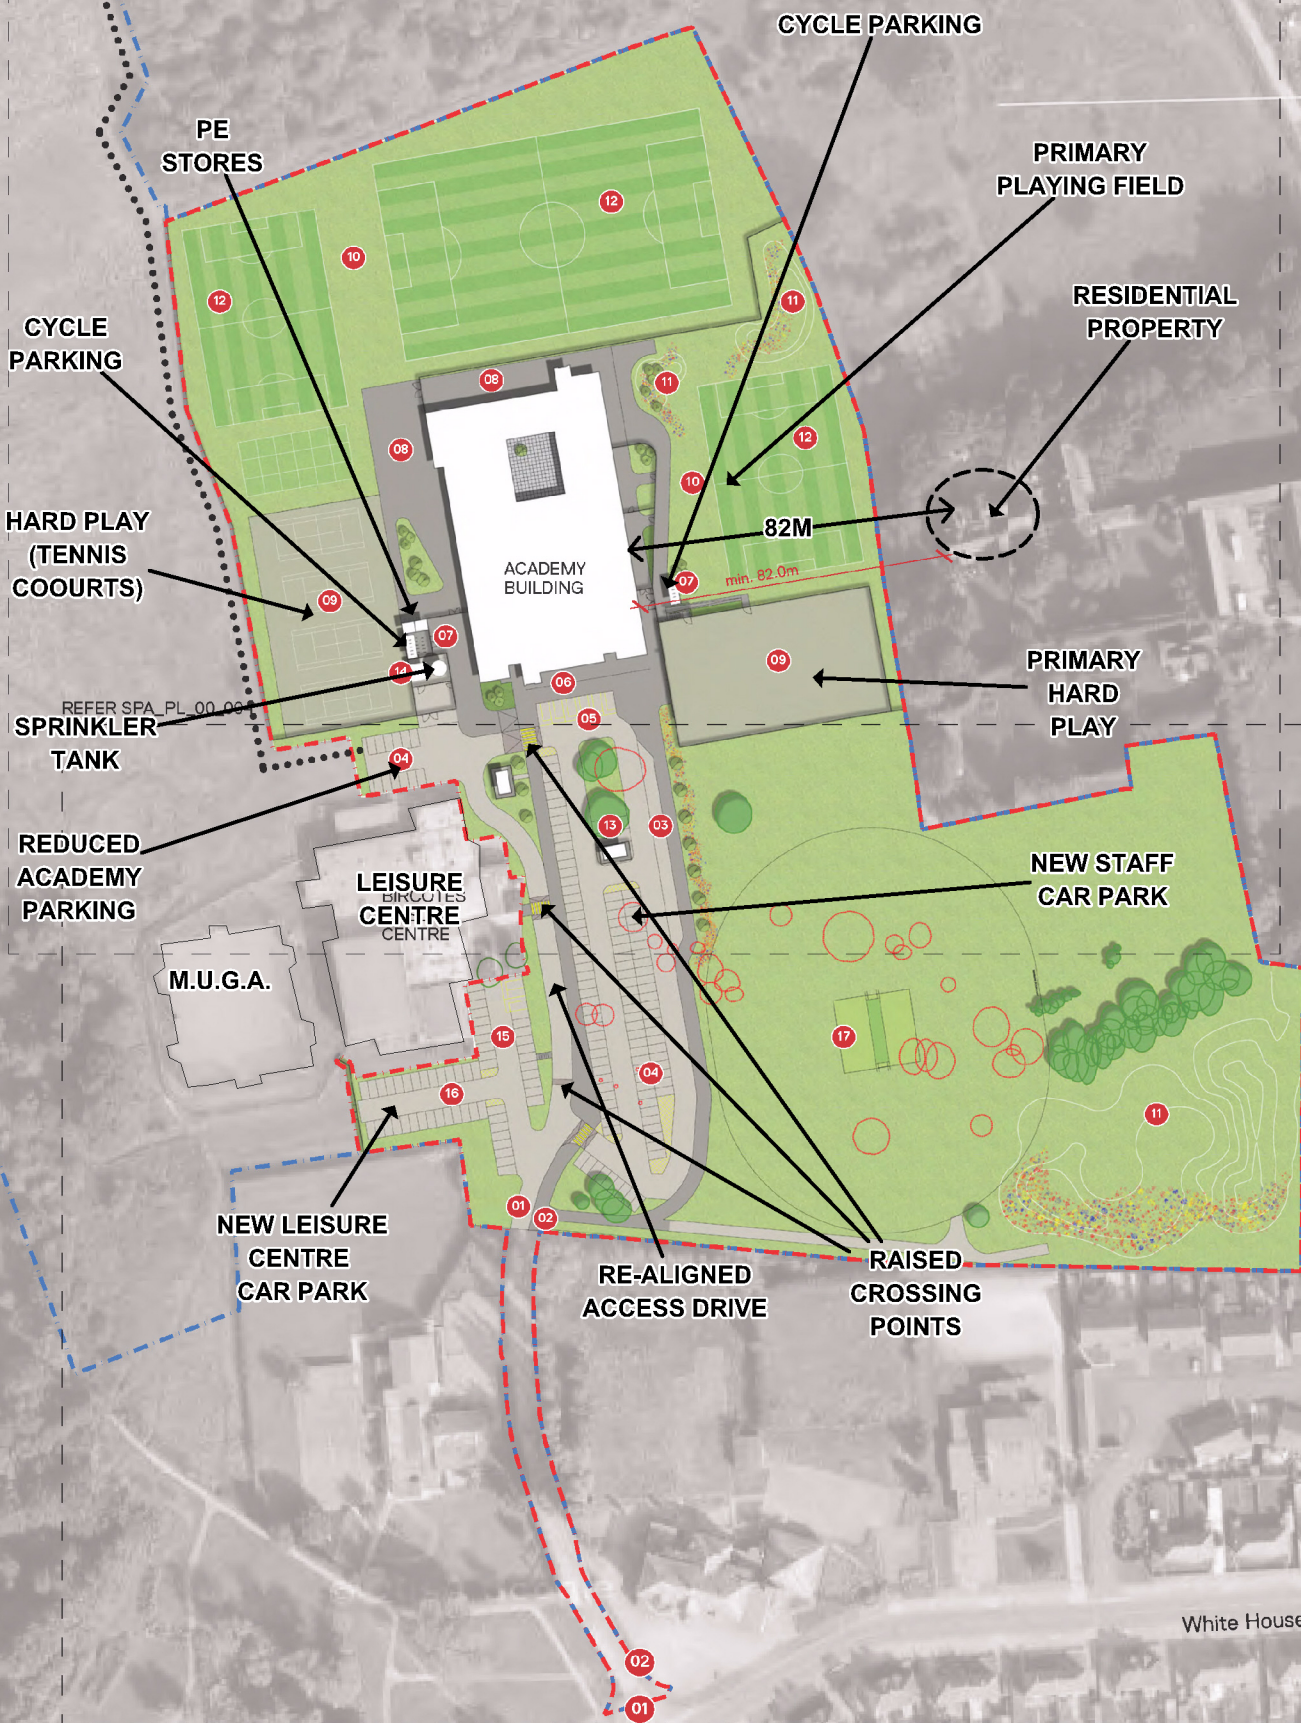 CYCLE PARKING
PE
STORES
PRIMARY
PLAYING FIELD
12
10
12
11
RESIDENTIAL
PROPERTY
CYCLE
PARKING
08
11
12
08
10
HARD PLAY
(TENNIS
COOURTS)
82M
ACADEMY
BUILDING
min. 82.0m
07
09
07
14
09
PRIMARY
HARD
PLAY
06
REFER SPA_PL_00_00
05
SPRINKLER
TANK
04
13
03
REDUCED
ACADEMY
PARKING
LEISURE
BIRCOTES
CENTRE
CENTRE
NEW STAFF
CAR PARK
M.U.G.A.
15
17
16
04
11
01
02
NEW LEISURE
CENTRE
CAR PARK
RE-ALIGNED
ACCESS DRIVE
RAISED
CROSSING
POINTS
White House
02
01